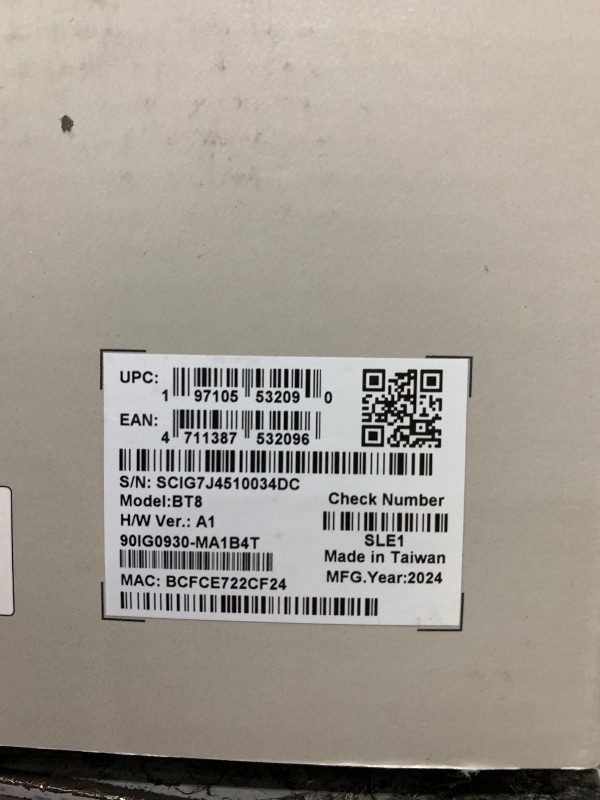 UPC:
1 97105 53209 0
EAN:
4 711387 532096
S/N: SCIG7J4510034DC
Model:BT8
Check Number
H/W Ver.: A1
SLE1
90IG0930-MA1B4T
Made in Taiwan
MAC: BCFCE722CF24
MFG.Year:2024